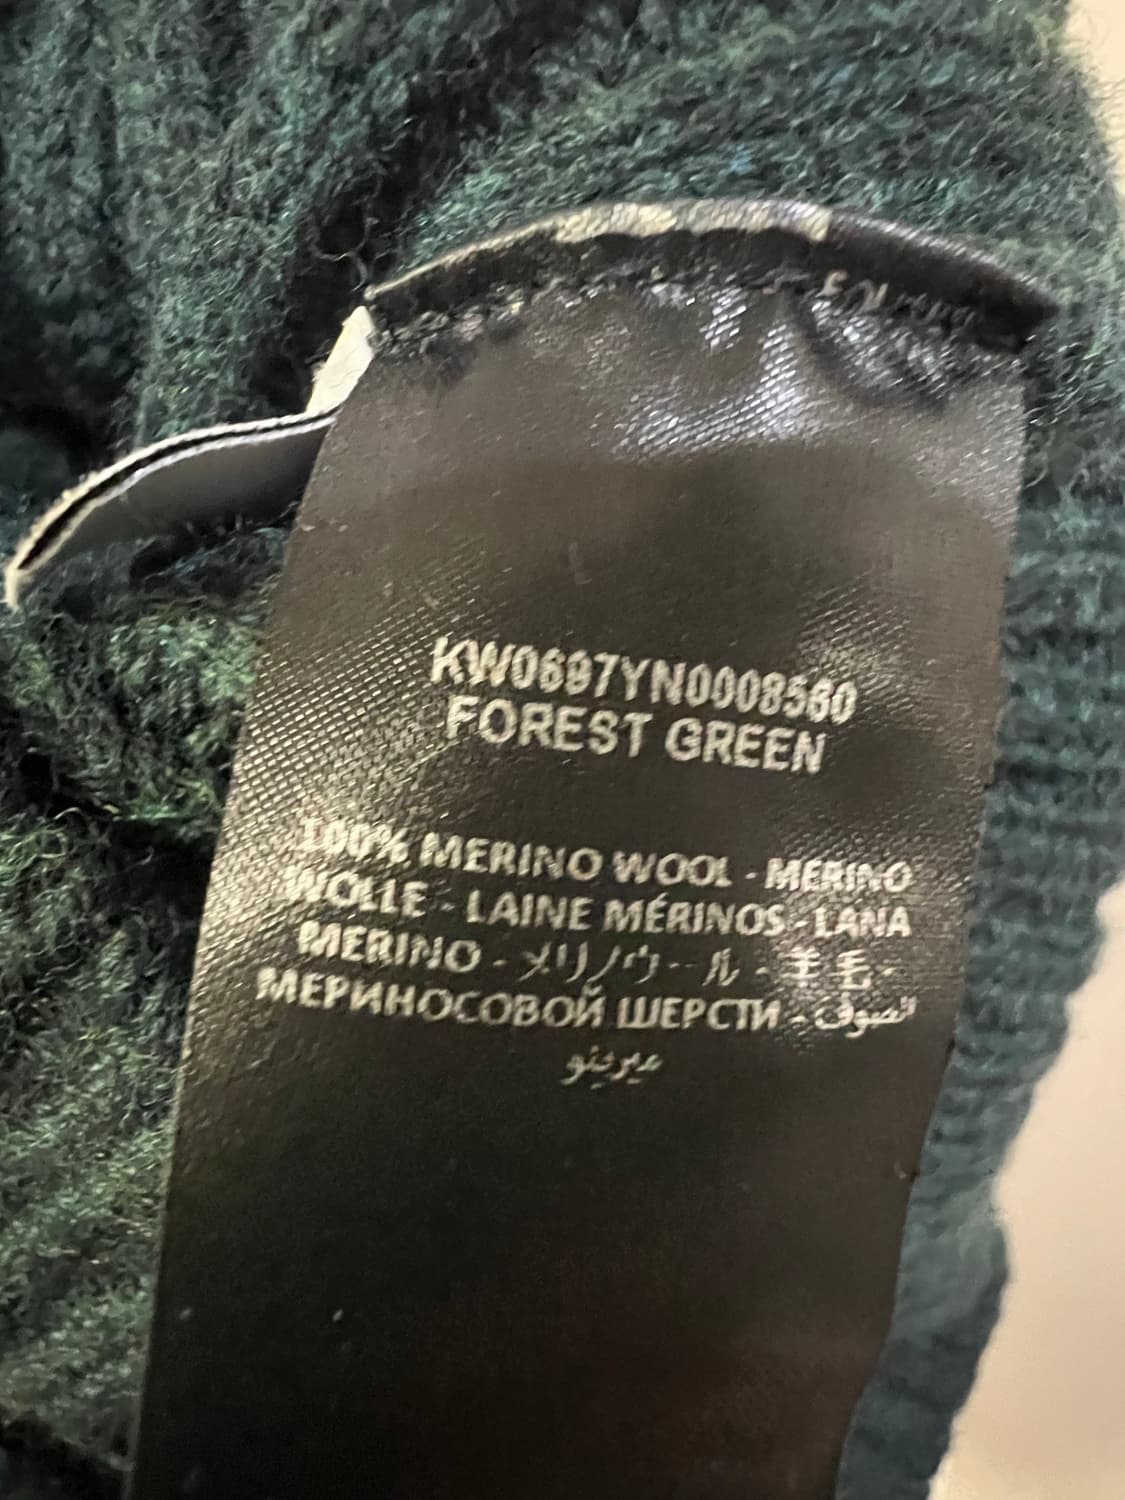 KW0697YN0008560
FOREST GREEN
100% MERINO WOOL - MERINO
WOLLE - LAINE MÉRINOS - LANA
MERINO - メリノウール - 羊毛 -
МЕРИНОСОВОЙ ШЕРСТИ - الصوف
ميرينو